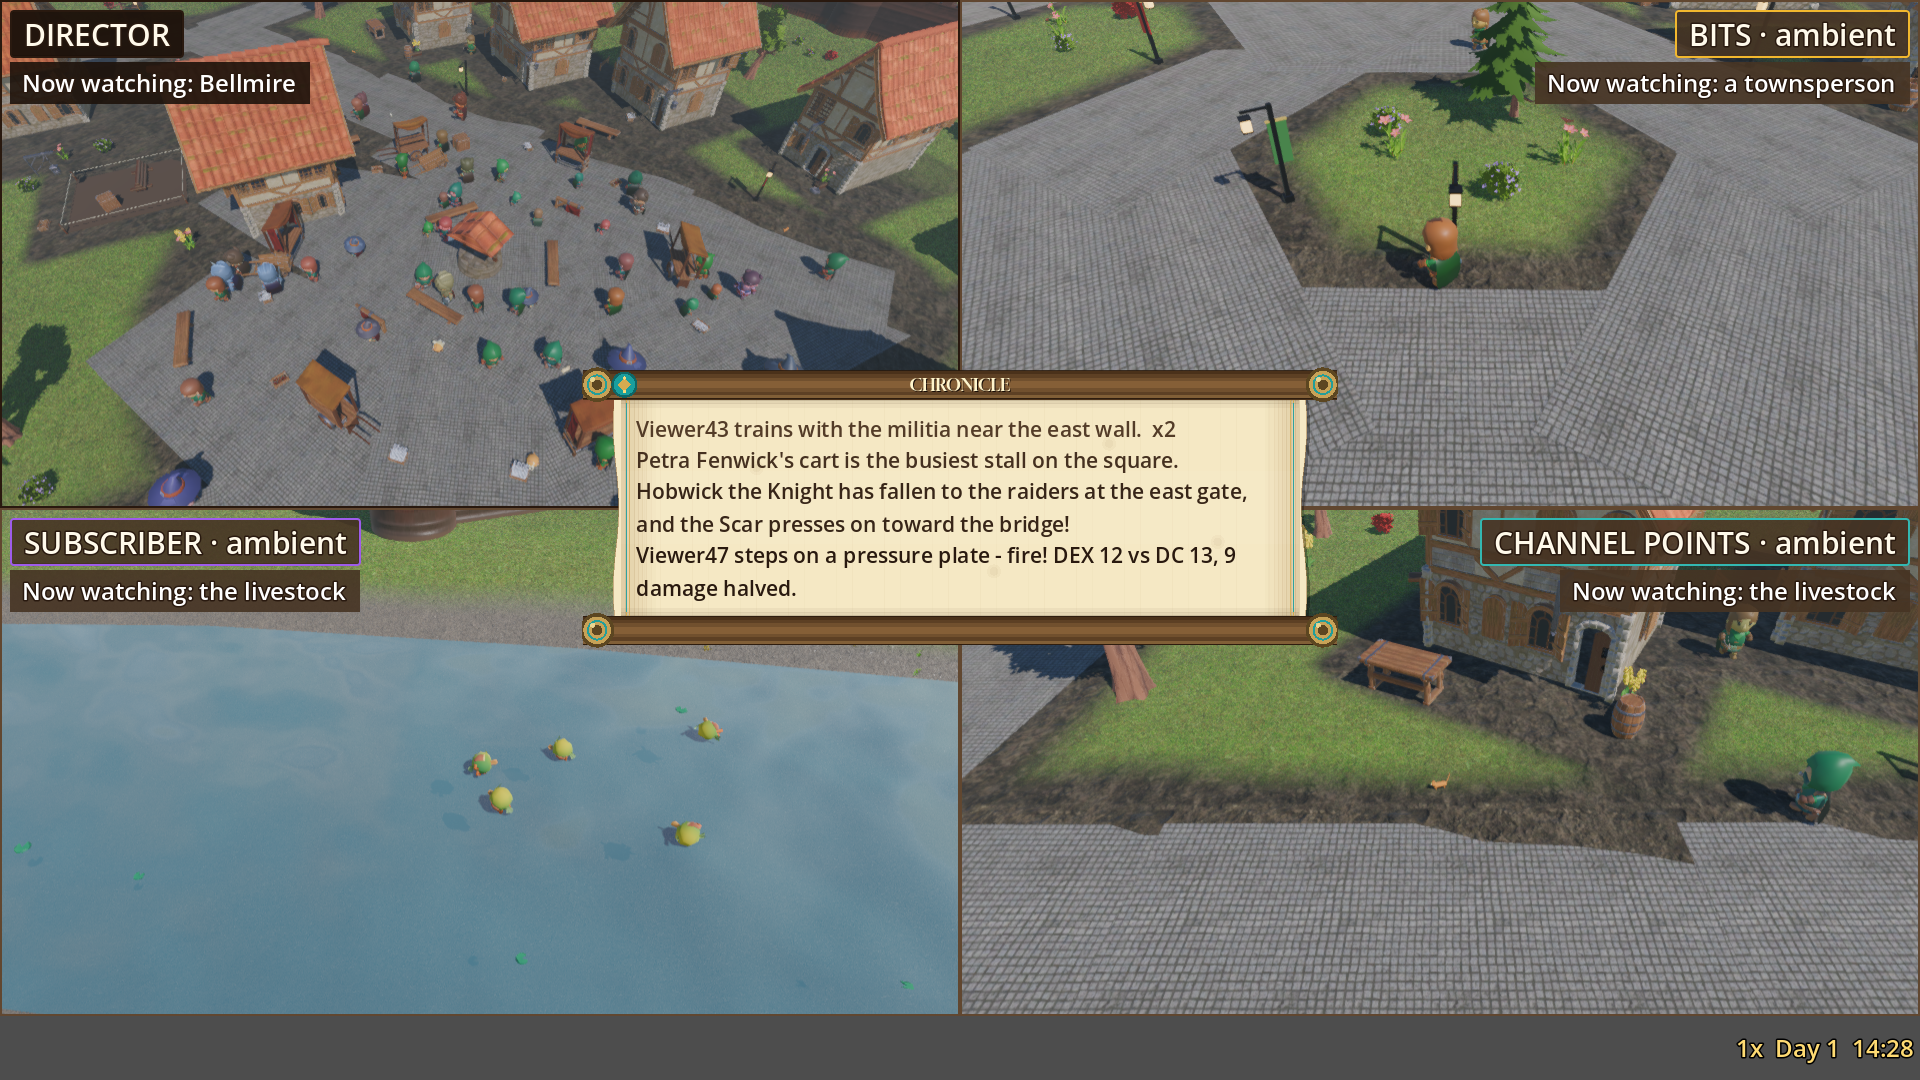 DIRECTOR
Now watching: Bellmire
BITS · ambient
Now watching: a townsperson
CHRONICLE
Viewer43 trains with the militia near the east wall.  x2
Petra Fenwick's cart is the busiest stall on the square.
Hobwick the Knight has fallen to the raiders at the east gate,
and the Scar presses on toward the bridge!
Viewer47 steps on a pressure plate - fire! DEX 12 vs DC 13, 9
damage halved.
SUBSCRIBER · ambient
Now watching: the livestock
CHANNEL POINTS · ambient
Now watching: the livestock
1x  Day 1  14:28